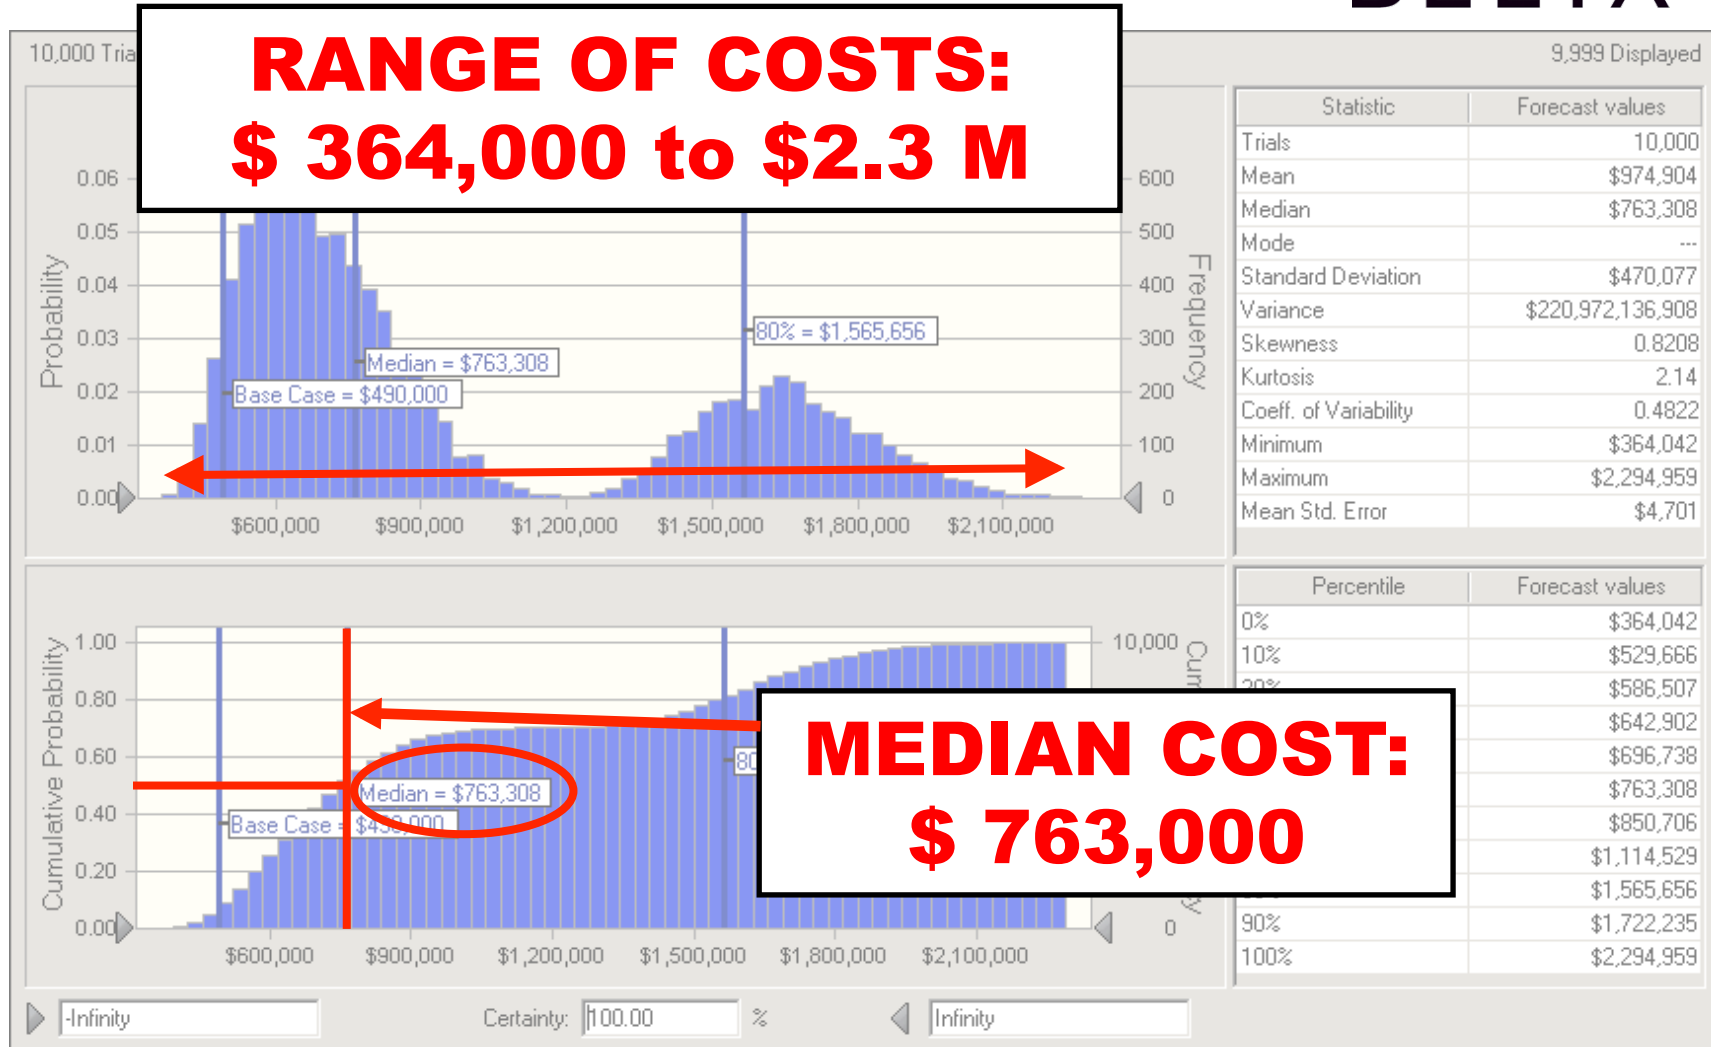 RANGE OF COSTS:
$ 364,000 to $2.3 M
10,000
9,999 Displayed
0.06
0.05
0.04
0.03
0.02
0.01
0.00
Probability
600
500
400
300
200
100
0
Frequency
80% = $1,565,656
Median = $763,308
Base Case = $490,000
$600,000 $900,000 $1,200,000 $1,500,000 $1,800,000 $2,100,000
Statistic Forecast values
Trials 10,000
Mean $974,904
Median $763,308
Mode ---
Standard Deviation $470,077
Variance $220,972,136,908
Skewness 0.8208
Kurtosis 2.14
Coeff. of Variability 0.4822
Minimum $364,042
Maximum $2,294,959
Mean Std. Error $4,701
1.00
0.80
0.60
0.40
0.20
0.00
Cumulative Probability
10,000
0
Median = $763,308
Base Case =
MEDIAN COST:
$ 763,000
$600,000 $900,000 $1,200,000 $1,500,000 $1,800,000 $2,100,000
Percentile Forecast values
0% $364,042
10% $529,666
$586,507
$642,902
$696,738
$763,308
$850,706
$1,114,529
$1,565,656
90% $1,722,235
100% $2,294,959
-Infinity Certainty: 100.00 % Infinity